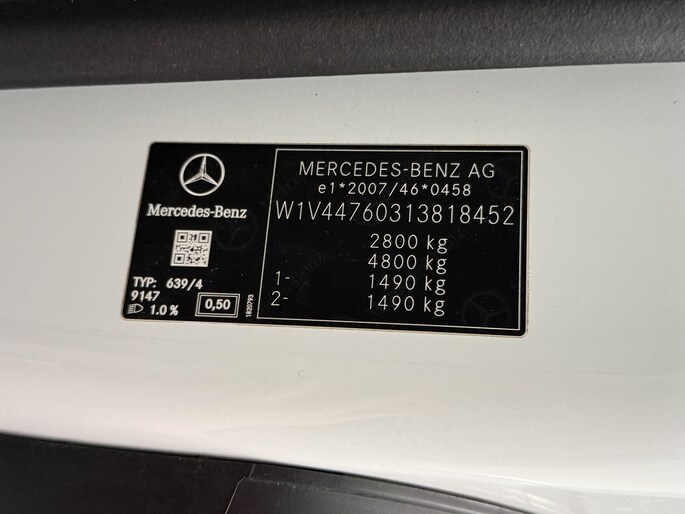 Mercedes-Benz
TYP: 639/4
9147
1.0 %
0,50
1820793
MERCEDES-BENZ AG
e1*2007/46*0458
W1V44760313818452
2800 kg
4800 kg
1- 1490 kg
2- 1490 kg